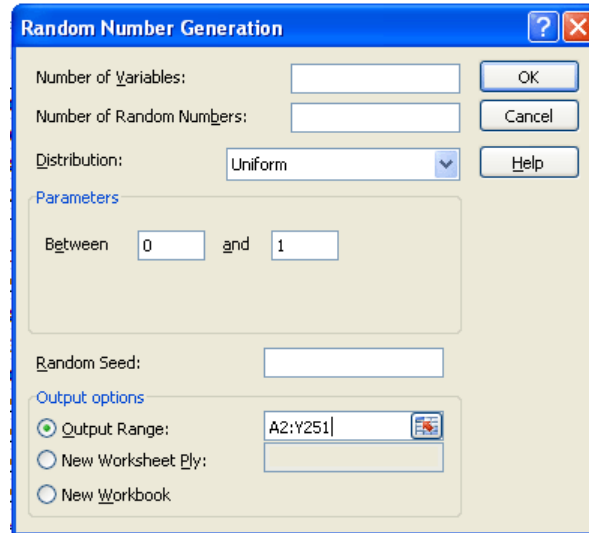 Random Number Generation
Number of Variables:
OK
Number of Random Numbers:
Cancel
Distribution:
Uniform
Help
Parameters
Between 0 and 1
Random Seed:
Output options
Output Range: A2:Y251
New Worksheet Ply:
New Workbook